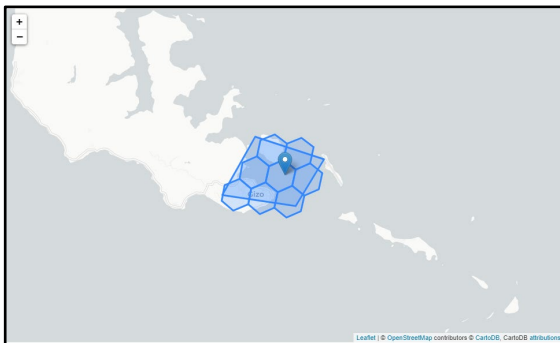 +
−
Gizo
Leaflet | © OpenStreetMap contributors © CartoDB, CartoDB attributions